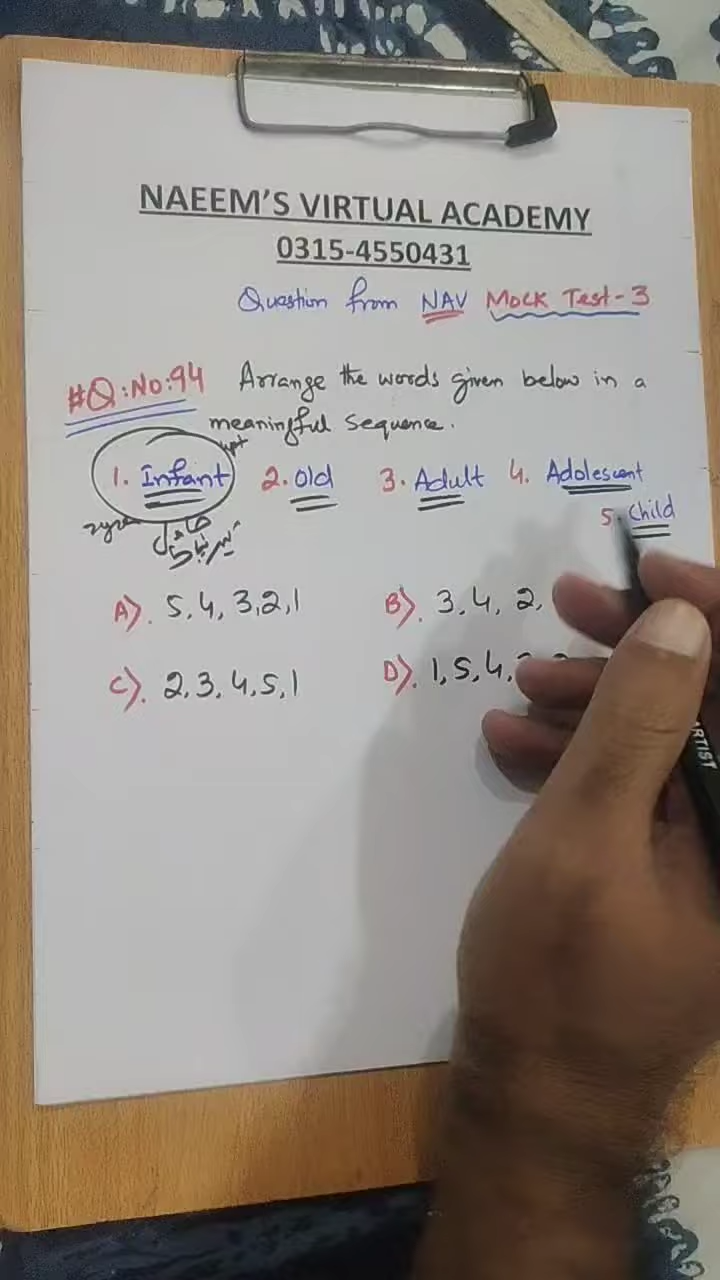 NAEEM'S VIRTUAL ACADEMY
0315-4550431
Question from NAV Mock Test-3
#Q:No:94 Arrange the words given below in a
meaningful sequence.
1. Infant 2. Old 3. Adult 4. Adolescent
5. Child
A). 5, 4, 3, 2, 1 B). 3, 4, 2,
C). 2, 3, 4, 5, 1 D). 1, 5, 4,
ARTIST